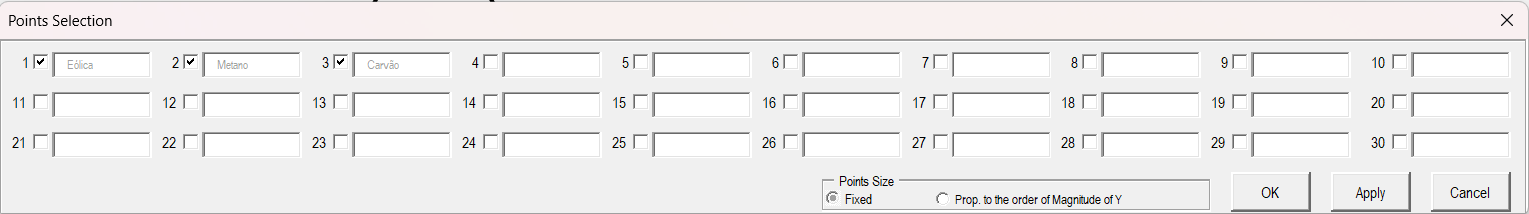 Points Selection
1 Eólica 2 Metano 3 Carvão 4 5 6 7 8 9 10
11 12 13 14 15 16 17 18 19 20
21 22 23 24 25 26 27 28 29 30
Points Size
Fixed Prop. to the order of Magnitude of Y OK Apply Cancel